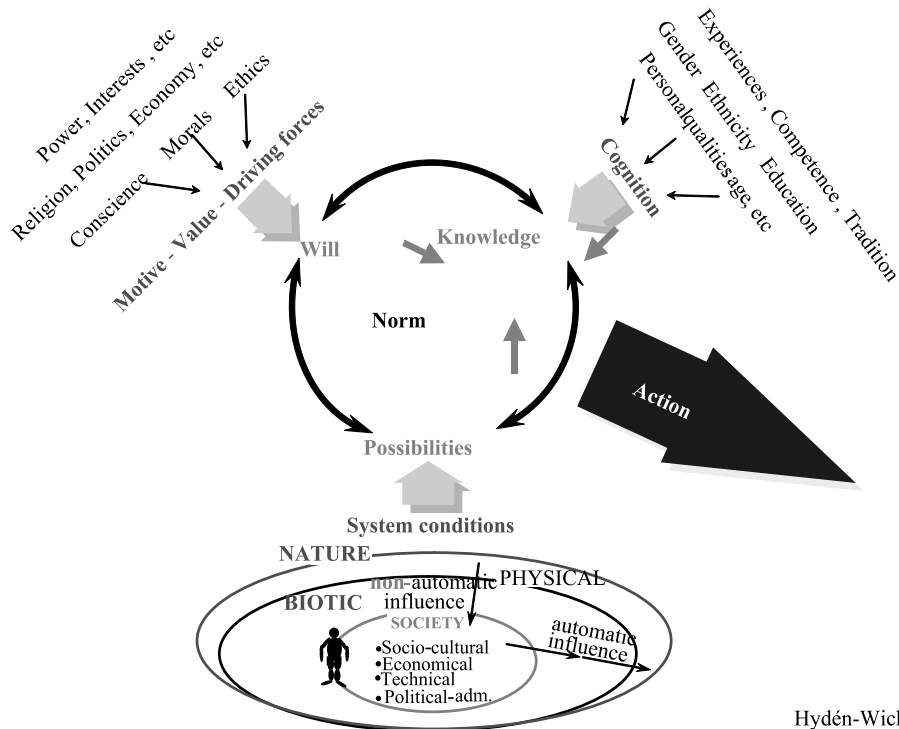 Power, Interests , etc
Religion, Politics, Economy, etc
Conscience
Morals
Ethics
Motive - Value - Driving forces
Experiences , Competence , Tradition
Gender Ethnicity Education
Personalqualities age, etc
Cognition
Will
Knowledge
Norm
Action
Possibilities
System conditions
NATURE
PHYSICAL
non-automatic
influence
BIOTIC
SOCIETY
automatic
influence
•Socio-cultural
•Economical
•Technical
•Political-adm.
Hydén-Wicl